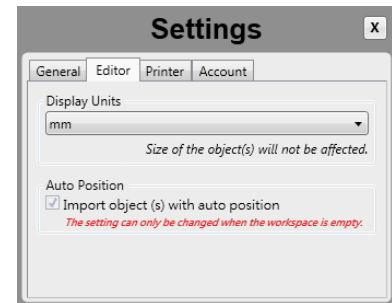 Settings
X
General Editor Printer Account
Display Units
mm
Size of the object(s) will not be affected.
Auto Position
Import object (s) with auto position
The setting can only be changed when the workspace is empty.